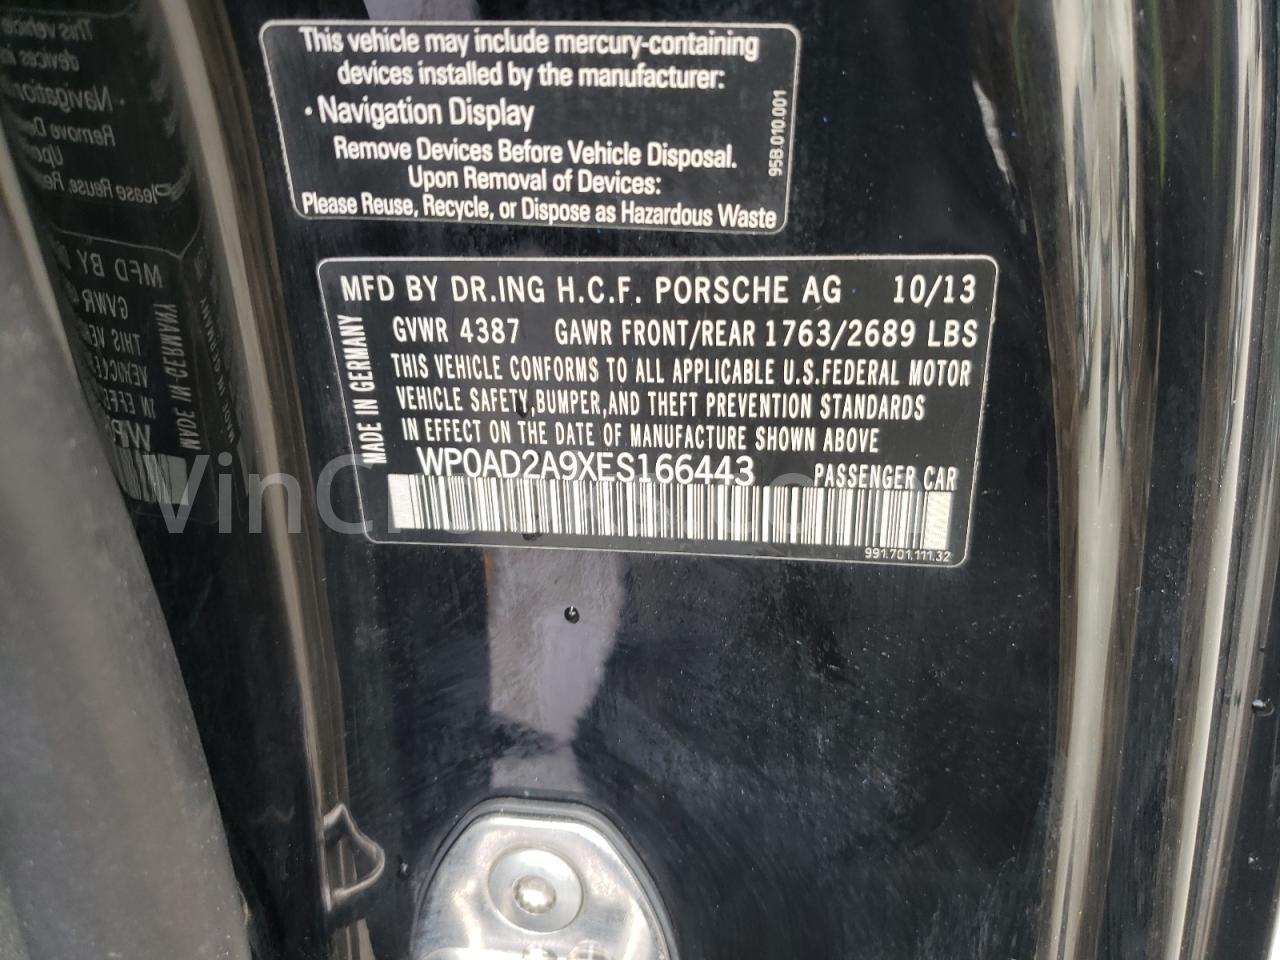 This vehicle may include mercury-containing
devices installed by the manufacturer:
· Navigation Display
Remove Devices Before Vehicle Disposal.
Upon Removal of Devices:
Please Reuse, Recycle, or Dispose as Hazardous Waste
95B.010.001
MFD BY DR.ING H.C.F. PORSCHE AG 10/13
GVWR 4387 GAWR FRONT/REAR 1763/2689 LBS
THIS VEHICLE CONFORMS TO ALL APPLICABLE U.S.FEDERAL MOTOR
VEHICLE SAFETY,BUMPER,AND THEFT PREVENTION STANDARDS
IN EFFECT ON THE DATE OF MANUFACTURE SHOWN ABOVE
WP0AD2A9XES166443 PASSENGER CAR
MADE IN GERMANY
991.701.111.32